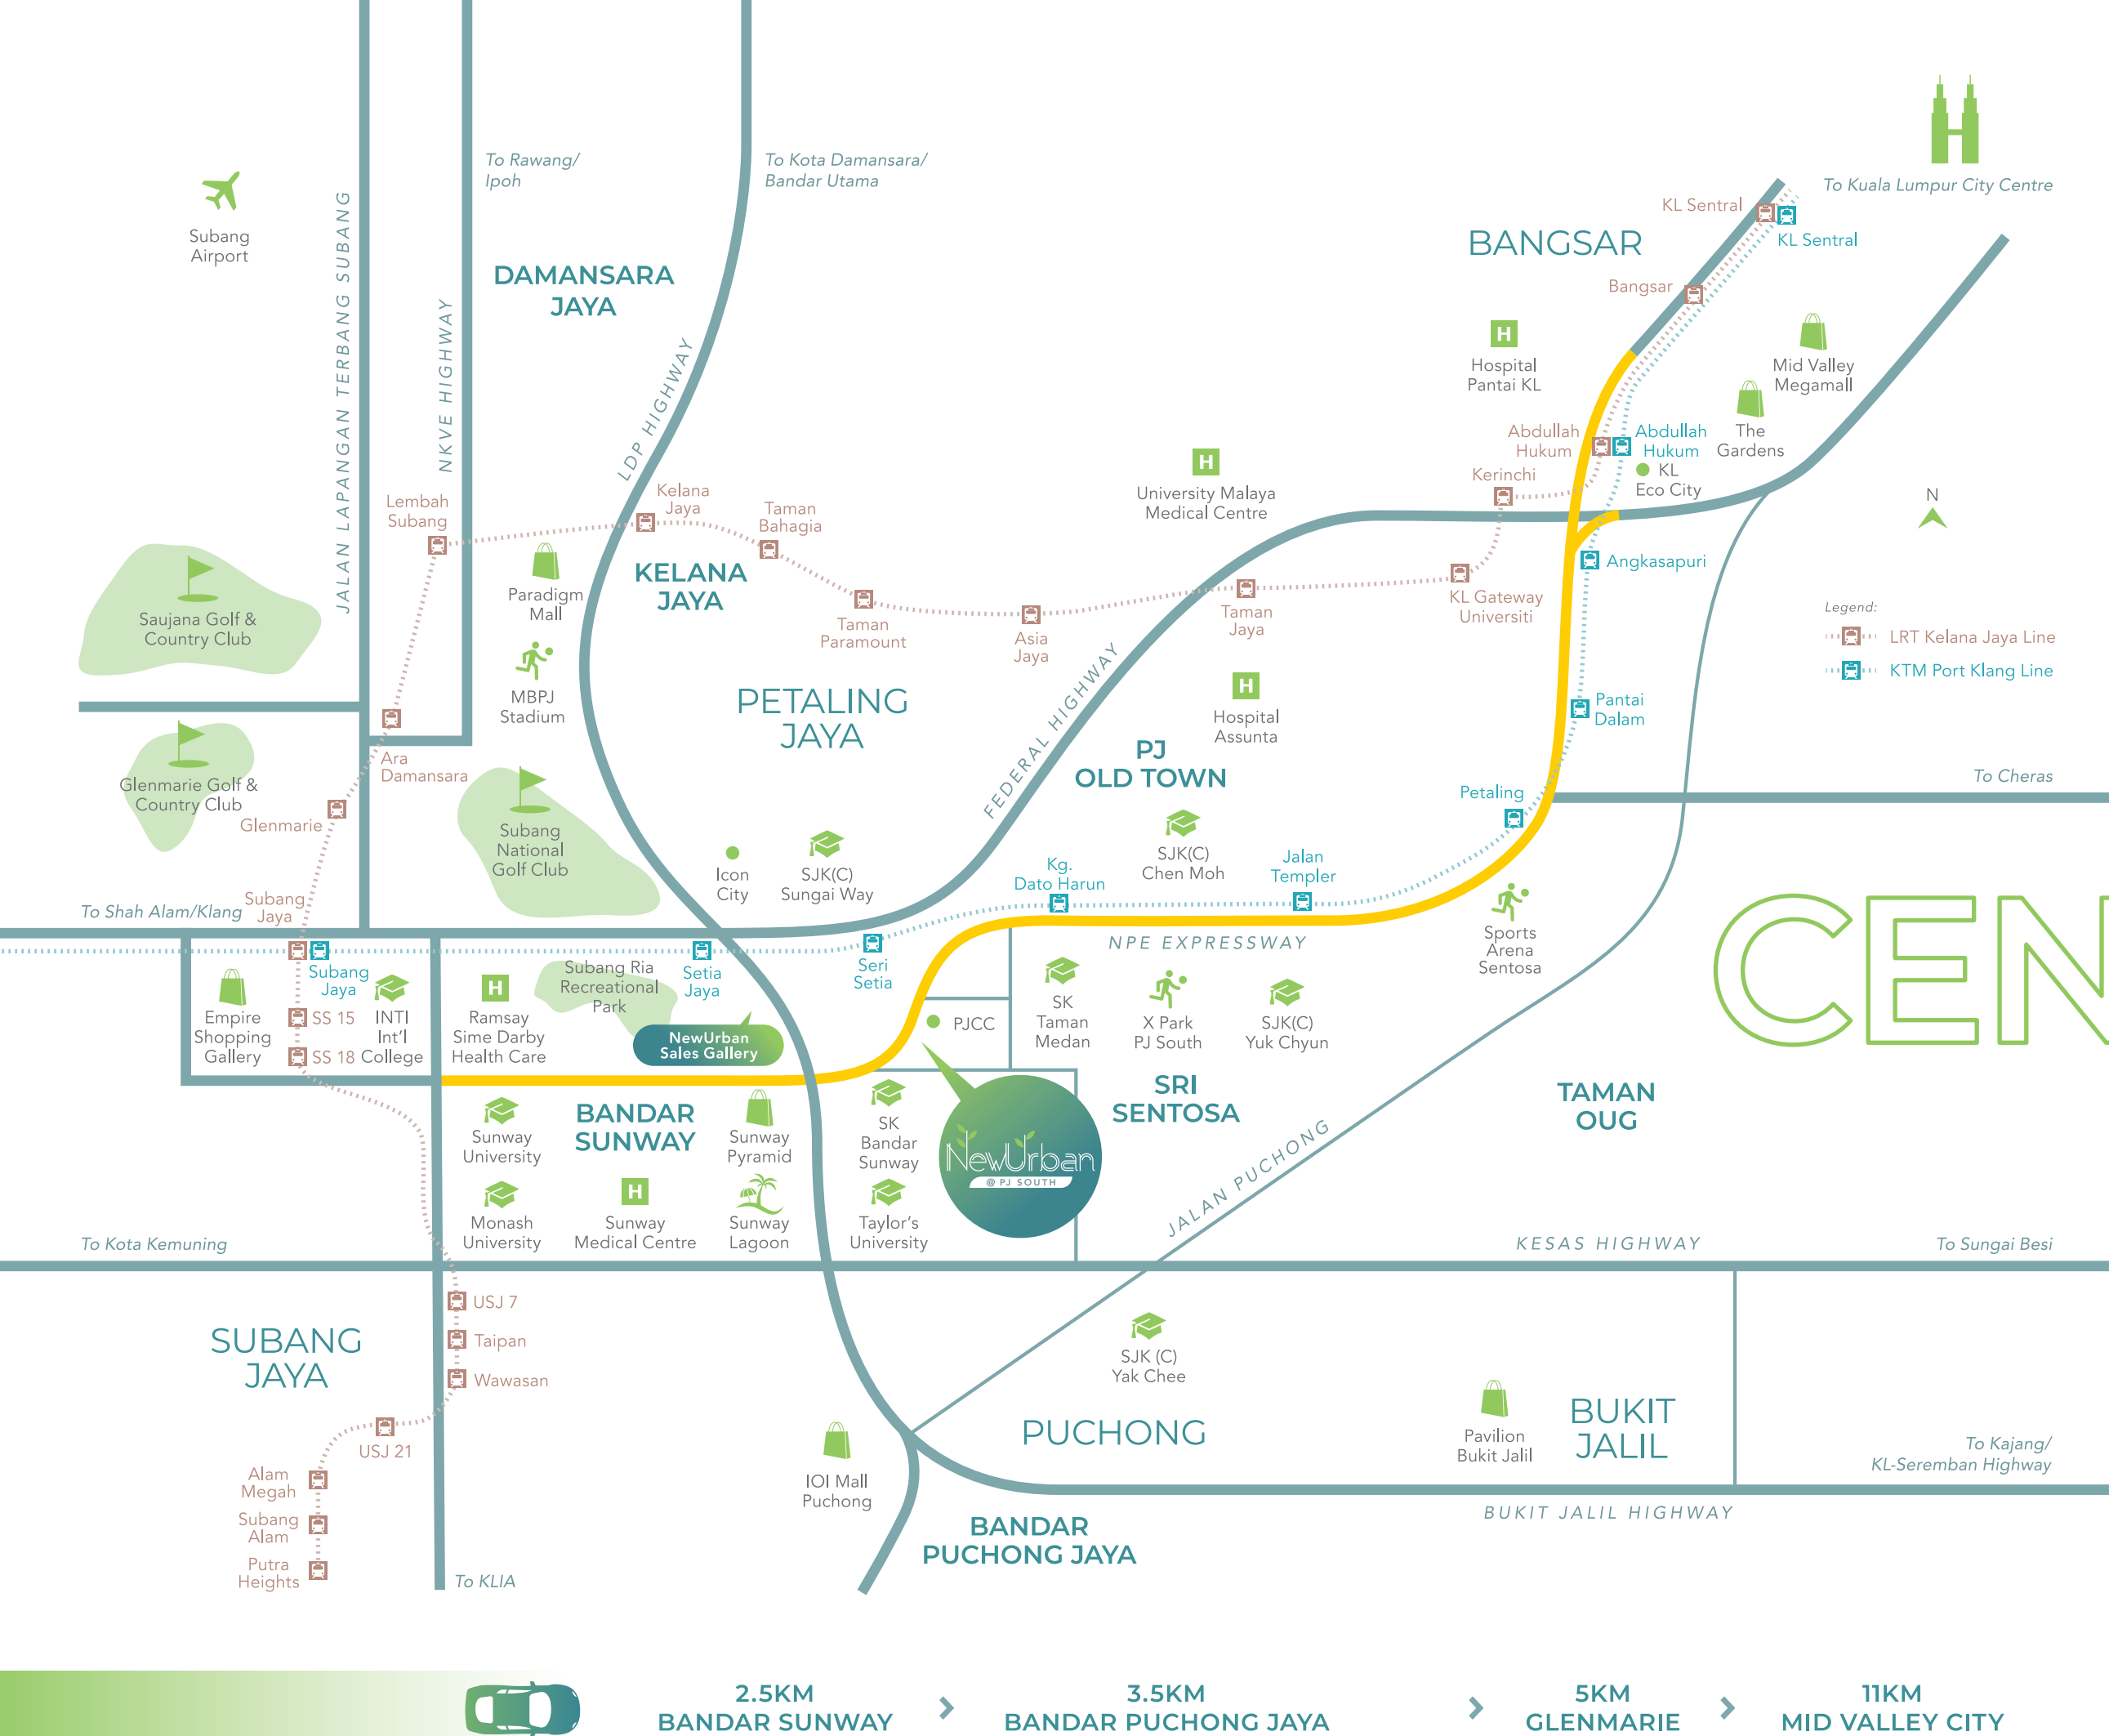 To Rawang/
Ipoh
To Kota Damansara/
Bandar Utama
To Kuala Lumpur City Centre
Subang
Airport
JALAN LAPANGAN TERBANG SUBANG
NKVE HIGHWAY
DAMANSARA
JAYA
LDP HIGHWAY
KL Sentral
KL Sentral
BANGSAR
Bangsar
H
Hospital
Pantai KL
Mid Valley
Megamall
The
Gardens
Abdullah
Hukum
Abdullah
Hukum
KL
Eco City
Kerinchi
H
University Malaya
Medical Centre
N
Lembah
Subang
Kelana
Jaya
Taman
Bahagia
Paradigm
Mall
KELANA
JAYA
Angkasapuri
KL Gateway
Universiti
Taman
Jaya
Asia
Jaya
Taman
Paramount
Legend:
LRT Kelana Jaya Line
KTM Port Klang Line
Saujana Golf &
Country Club
MBPJ
Stadium
PETALING
JAYA
FEDERAL HIGHWAY
H
Hospital
Assunta
Pantai
Dalam
PJ
OLD TOWN
Ara
Damansara
Glenmarie Golf &
Country Club
Glenmarie
To Cheras
Petaling
Subang
National
Golf Club
Icon
City
SJK(C)
Sungai Way
SJK(C)
Chen Moh
Kg.
Dato Harun
Jalan
Templer
To Shah Alam/Klang
Subang
Jaya
Sports
Arena
Sentosa
NPE EXPRESSWAY
CEN
Subang
Jaya
Subang Ria
Recreational
Park
Setia
Jaya
Seri
Setia
Empire
Shopping
Gallery
SS 15
SS 18
INTI
Int'l
College
H
Ramsay
Sime Darby
Health Care
NewUrban
Sales Gallery
PJCC
SK
Taman
Medan
X Park
PJ South
SJK(C)
Yuk Chyun
SRI
SENTOSA
TAMAN
OUG
BANDAR
SUNWAY
Sunway
University
Sunway
Pyramid
SK
Bandar
Sunway
NewUrban
@ PJ SOUTH
JALAN PUCHONG
Monash
University
H
Sunway
Medical Centre
Sunway
Lagoon
Taylor's
University
To Kota Kemuning
KESAS HIGHWAY
To Sungai Besi
USJ 7
Taipan
Wawasan
SUBANG
JAYA
SJK (C)
Yak Chee
PUCHONG
Pavilion
Bukit Jalil
BUKIT
JALIL
USJ 21
To Kajang/
KL-Seremban Highway
Alam
Megah
Subang
Alam
Putra
Heights
IOI Mall
Puchong
BUKIT JALIL HIGHWAY
BANDAR
PUCHONG JAYA
To KLIA
2.5KM
BANDAR SUNWAY
3.5KM
BANDAR PUCHONG JAYA
5KM
GLENMARIE
11KM
MID VALLEY CITY